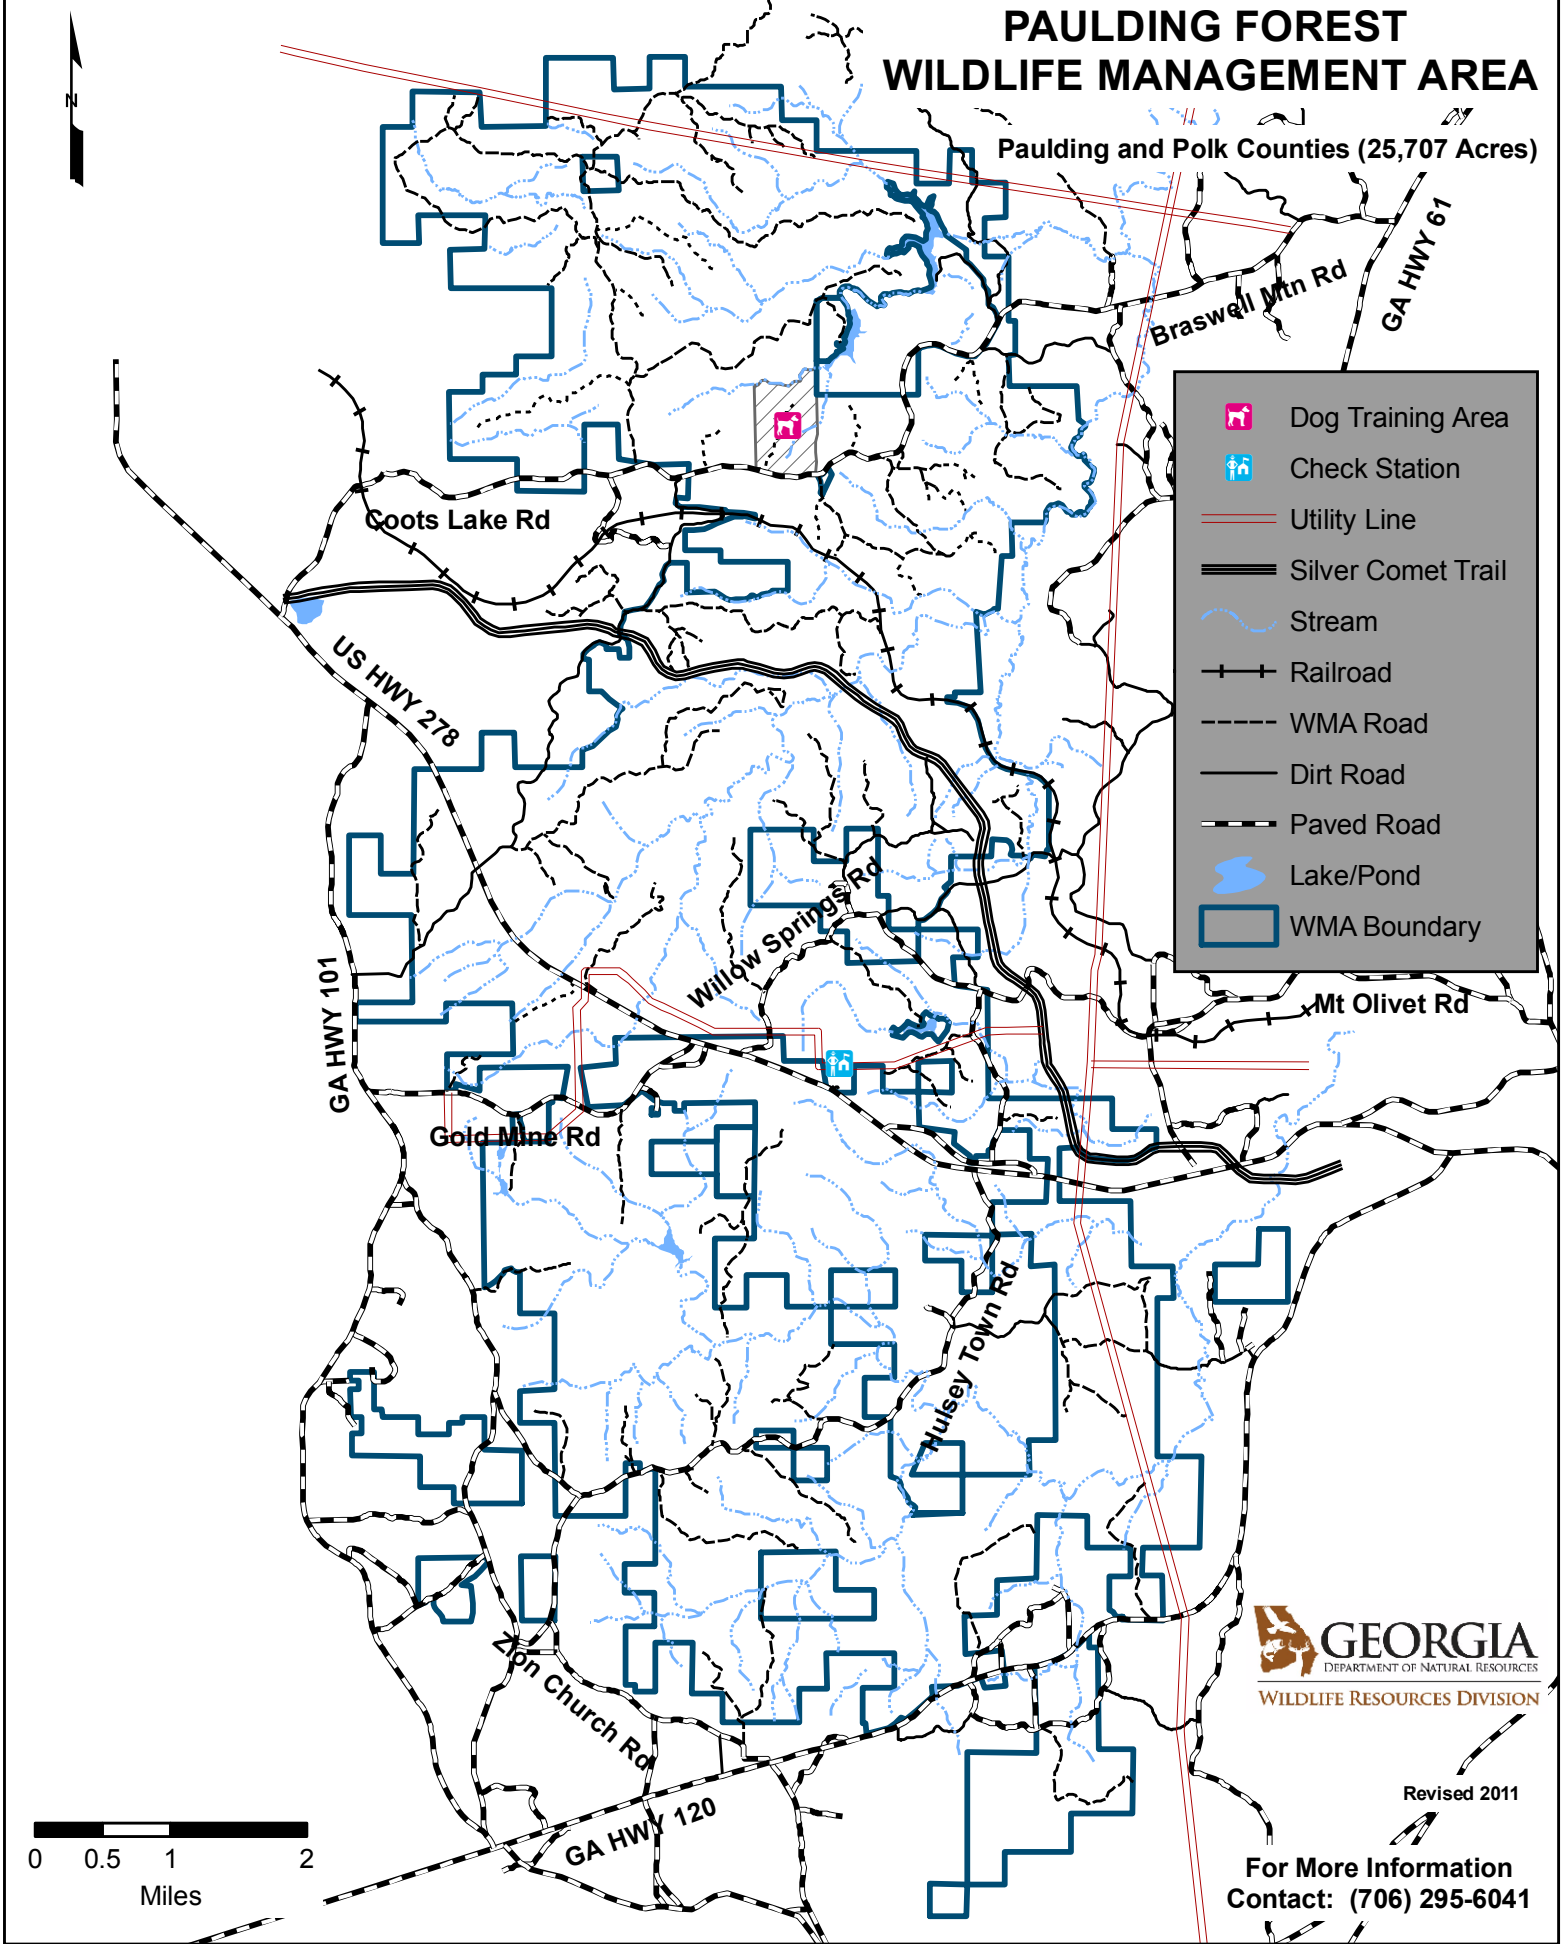 PAULDING FOREST
WILDLIFE MANAGEMENT AREA
Paulding and Polk Counties (25,707 Acres)
N
GA HWY 61
Braswell Mtn Rd
Dog Training Area
Check Station
Utility Line
Silver Comet Trail
Stream
Railroad
WMA Road
Dirt Road
Paved Road
Lake/Pond
WMA Boundary
Coots Lake Rd
US HWY 278
Willow Springs Rd
GA HWY 101
Mt Olivet Rd
Gold Mine Rd
Hulsey Town Rd
Zion Church Rd
GA HWY 120
GEORGIA
DEPARTMENT OF NATURAL RESOURCES
WILDLIFE RESOURCES DIVISION
Revised 2011
0 0.5 1 2
Miles
For More Information
Contact: (706) 295-6041